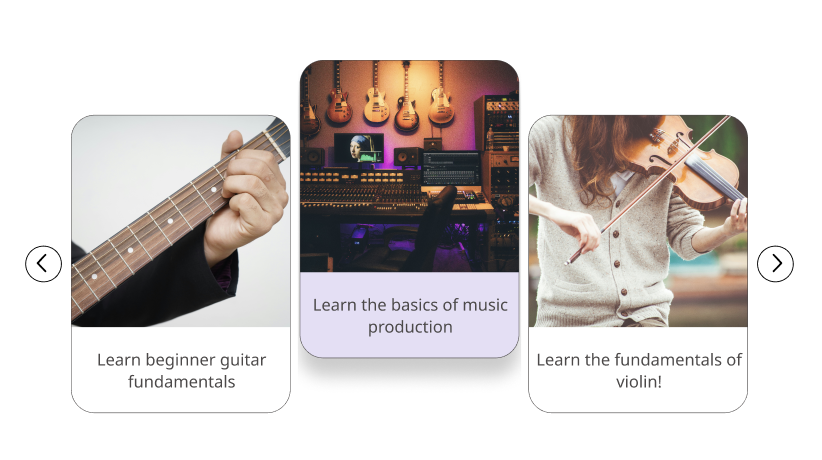 Learn beginner guitar
fundamentals
Learn the basics of music
production
Learn the fundamentals of
violin!